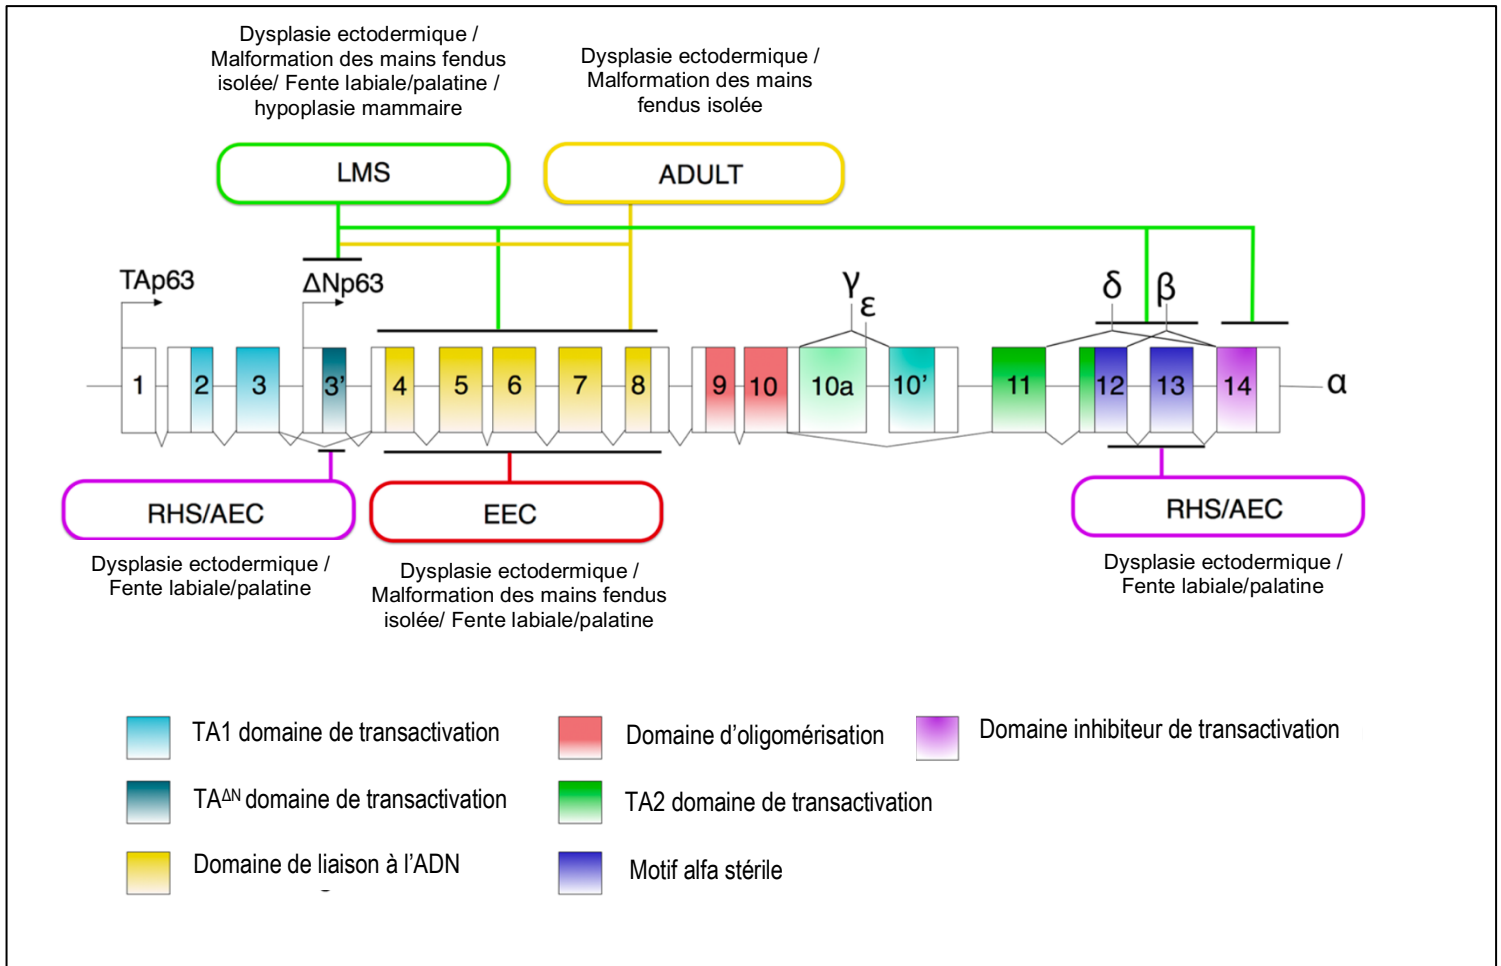 Dysplasie ectodermique /
Malformation des mains fendus
isolée/ Fente labiale/palatine /
hypoplasie mammaire
Dysplasie ectodermique /
Malformation des mains
fendus isolée
LMS
ADULT
TAp63
ΔNp63
γ
ε
δ
β
1
2
3
3’
4
5
6
7
8
9
10
10a
10’
11
12
13
14
α
RHS/AEC
EEC
RHS/AEC
Dysplasie ectodermique /
Fente labiale/palatine
Dysplasie ectodermique /
Malformation des mains fendus
isolée/ Fente labiale/palatine
Dysplasie ectodermique /
Fente labiale/palatine
TA1 domaine de transactivation
Domaine d’oligomérisation
Domaine inhibiteur de transactivation
TAΔN domaine de transactivation
TA2 domaine de transactivation
Domaine de liaison à l’ADN
Motif alfa stérile